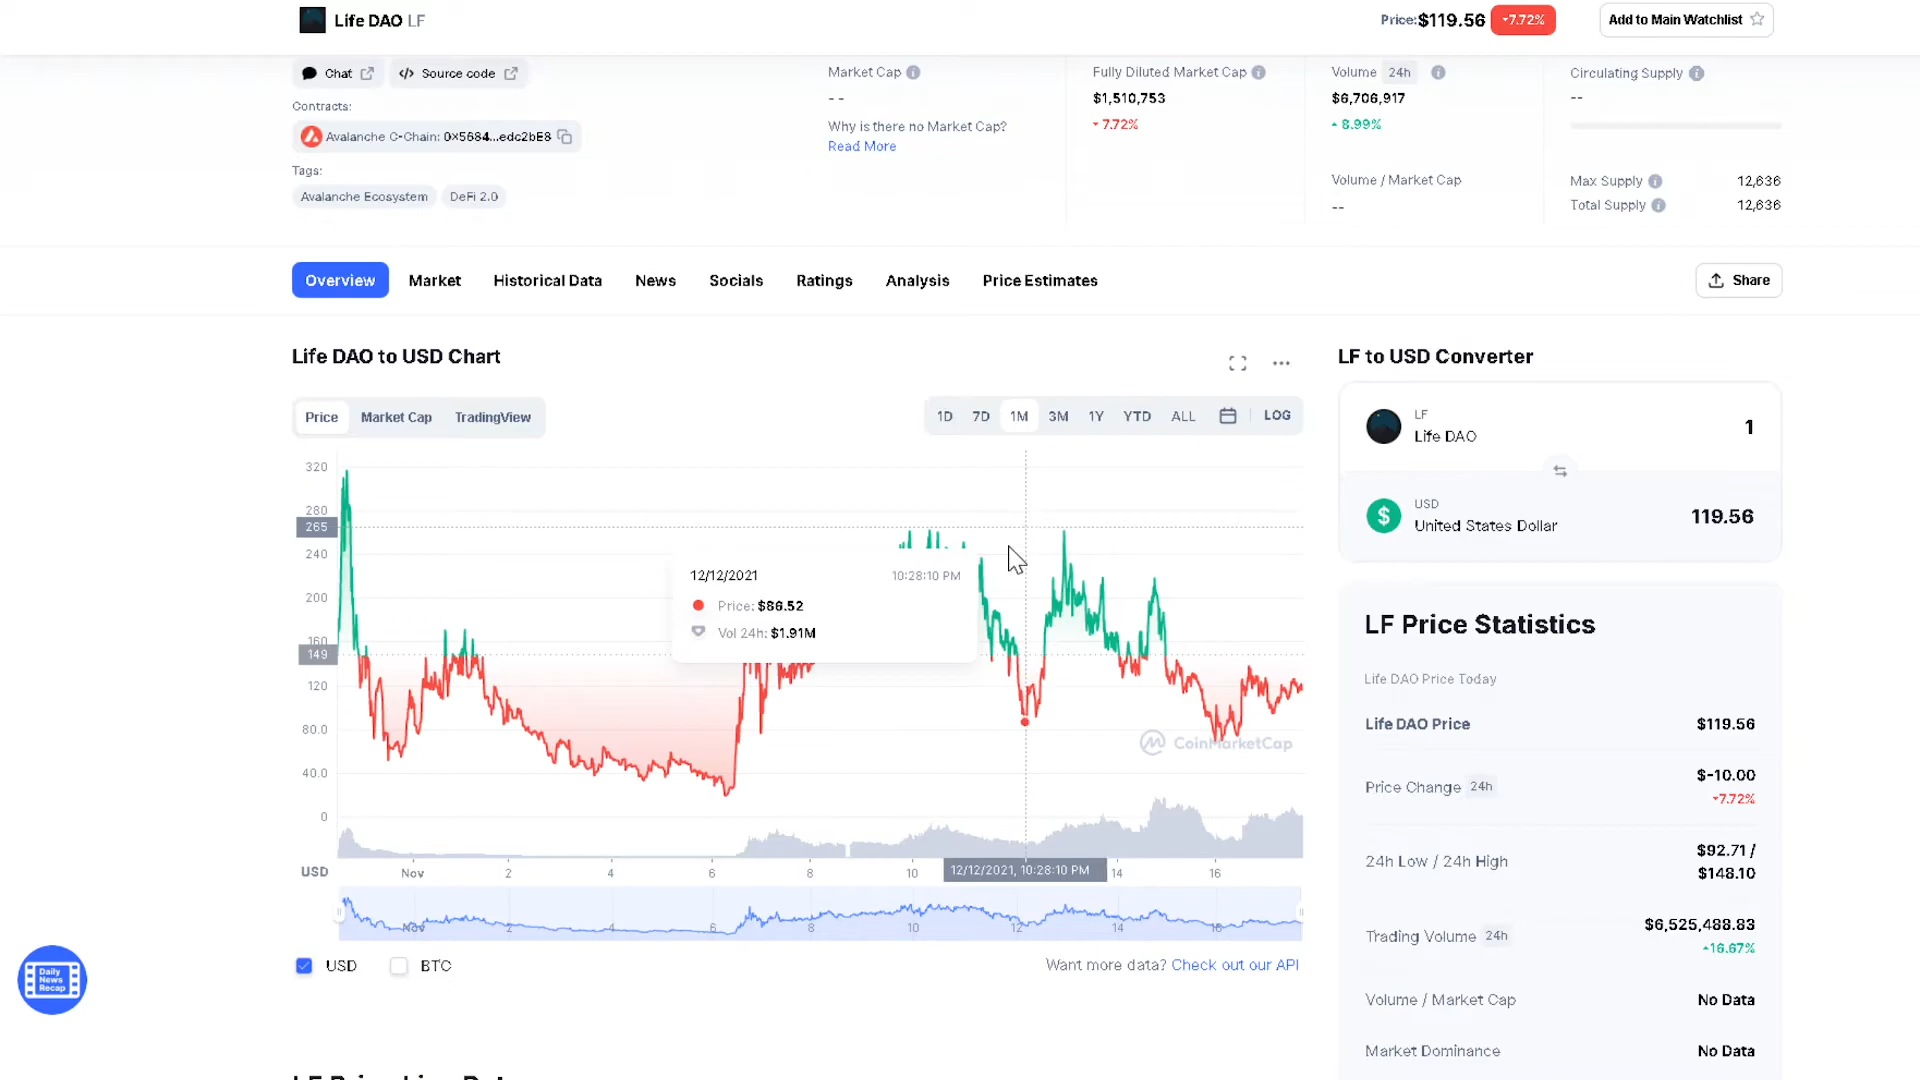 Life DAO LF
Price:$119.56 7.72% Add to Main Watchlist
Chat Source code
Contracts:
Avalanche C-Chain: 0x5684...edc2bE8
Tags:
Avalanche Ecosystem DeFi 2.0
Market Cap
- -
Why is there no Market Cap?
Read More
Fully Diluted Market Cap
$1,510,753
7.72%
Volume 24h
$6,706,917
8.99%
Volume / Market Cap
--
Circulating Supply
--
Max Supply 12,636
Total Supply 12,636
Overview Market Historical Data News Socials Ratings Analysis Price Estimates Share
Life DAO to USD Chart
Price Market Cap TradingView
1D 7D 1M 3M 1Y YTD ALL LOG
320
280
265
240
200
160
149
120
80.0
40.0
0
12/12/2021 10:28:10 PM
Price: $86.52
Vol 24h: $1.91M
CoinMarketCap
USD Nov 2 4 6 8 10 12/12/2021, 10:28:10 PM 14 16
Nov 2 4 6 8 10 12 14 16
USD BTC
Want more data? Check out our API
LF to USD Converter
LF
Life DAO
1
USD
United States Dollar
119.56
LF Price Statistics
Life DAO Price Today
Life DAO Price $119.56
Price Change 24h $-10.00
7.72%
24h Low / 24h High $92.71 /
$148.10
Trading Volume 24h $6,525,488.83
16.67%
Volume / Market Cap No Data
Market Dominance No Data
Daily
News
Recap